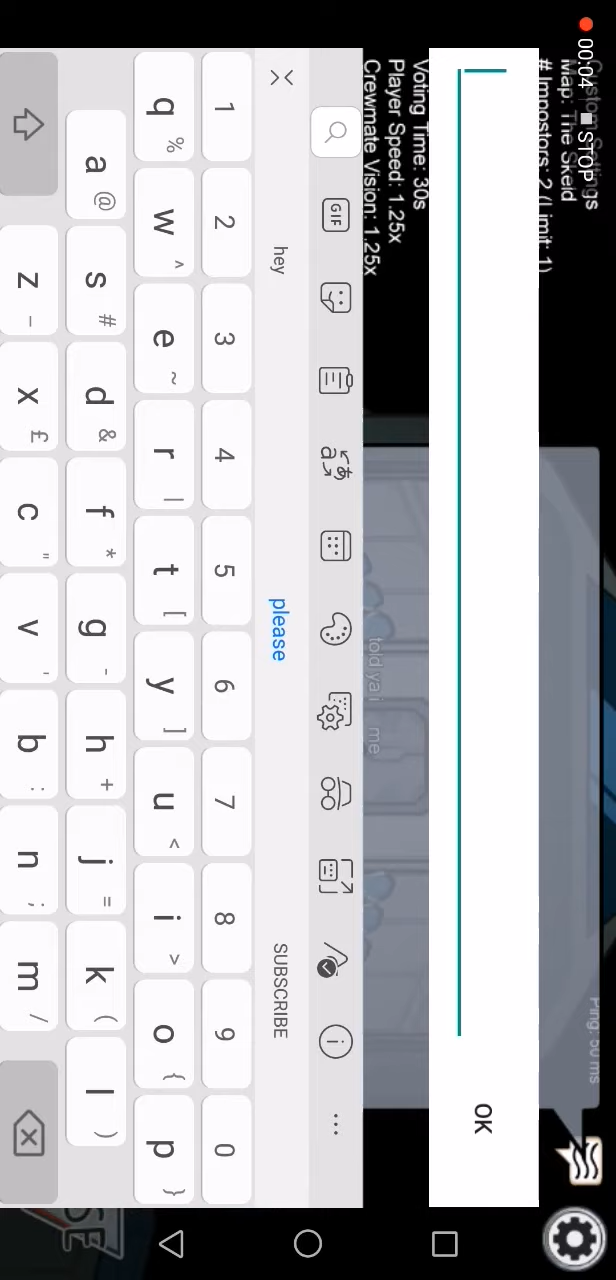 00:04 STOP
Custom Settings
Map: The Skeld
# Impostors: 2 (Limit: 1)
Voting Time: 30s
Player Speed: 1.25x
Crewmate Vision: 1.25x
Ping: 50 ms
OK
told ya i me
GIF
hey please SUBSCRIBE
1 2 3 4 5 6 7 8 9 0
q % w ^ e ~ r | t [ y ] u < i > o { p }
a @ s # d & f * g - h + j = k ( l )
z _ x £ c " v ' b : n ; m /